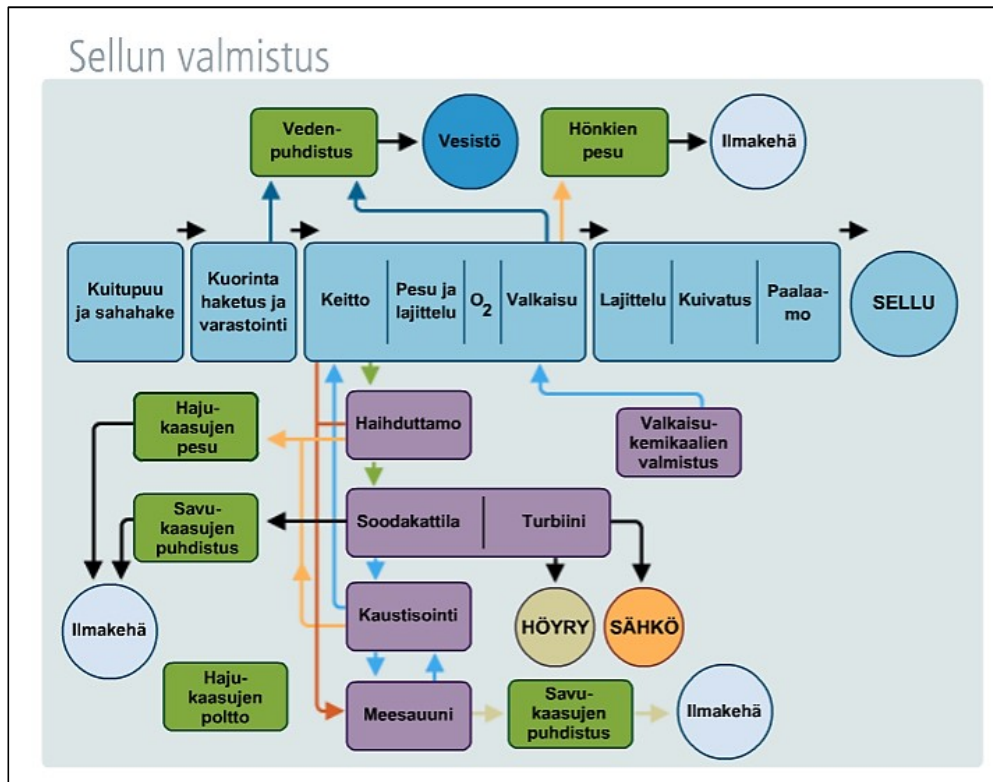 Sellun valmistus
Veden-
puhdistus
Vesistö
Hönkien
pesu
Ilmakehä
Kuitupuu
ja sahahake
Kuorinta
haketus ja
varastointi
Keitto
Pesu ja
lajittelu
O2
Valkaisu
Lajittelu
Kuivatus
Paalaa-
mo
SELLU
Haju-
kaasujen
pesu
Haihduttamo
Valkaisu-
kemikaalien
valmistus
Savu-
kaasujen
puhdistus
Soodakattila
Turbiini
Ilmakehä
Kaustisointi
HÖYRY
SÄHKÖ
Haju-
kaasujen
poltto
Meesauuni
Savu-
kaasujen
puhdistus
Ilmakehä